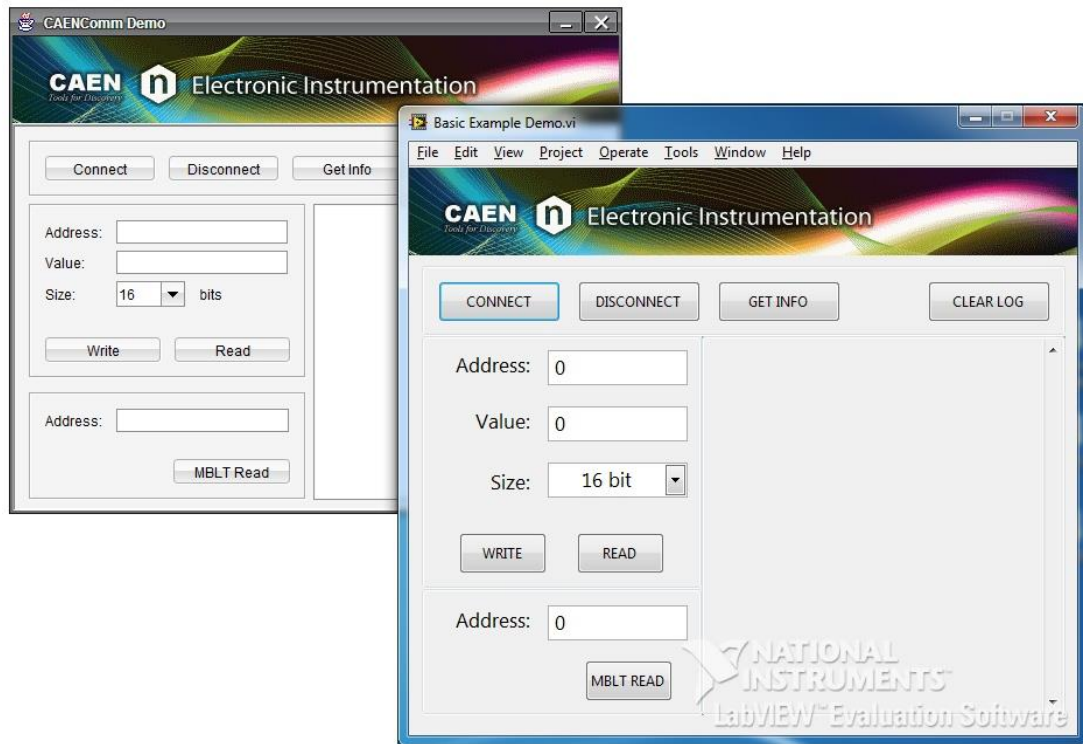 CAENComm Demo
CAEN n Electronic Instrumentation
Tools for Discovery
Connect Disconnect Get Info
Address:
Value:
Size: 16 bits
Write Read
Address:
MBLT Read
Basic Example Demo.vi
File Edit View Project Operate Tools Window Help
CAEN n Electronic Instrumentation
Tools for Discovery
CONNECT DISCONNECT GET INFO CLEAR LOG
Address: 0
Value: 0
Size: 16 bit
WRITE READ
Address: 0
MBLT READ
NATIONAL
INSTRUMENTS™
LabVIEW™ Evaluation Software